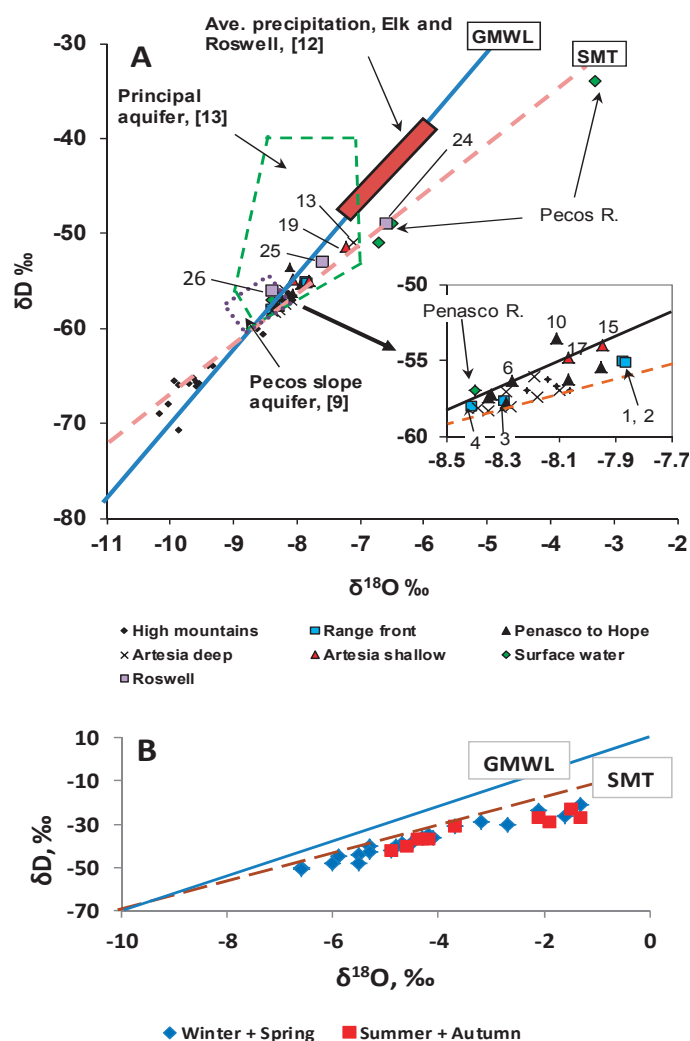 Ave. precipitation, Elk and
Roswell, [12]
GMWL
SMT
A
Principal
aquifer, [13]
24
13
19
Pecos R.
25
26
Pecos slope
aquifer, [9]
-30
-40
-50
-60
-70
-80
δD ‰
-11 -10 -9 -8 -7 -6 -5 -4 -3 -2
δ18O ‰
-50
-55
-60
Penasco R.
10
15
17
6
1, 2
4
3
-8.5 -8.3 -8.1 -7.9 -7.7
High mountains Range front Penasco to Hope
Artesia deep Artesia shallow Surface water
Roswell
B
GMWL
SMT
10
-10
-30
-50
-70
δD, ‰
-10 -8 -6 -4 -2 0
δ18O, ‰
Winter + Spring Summer + Autumn